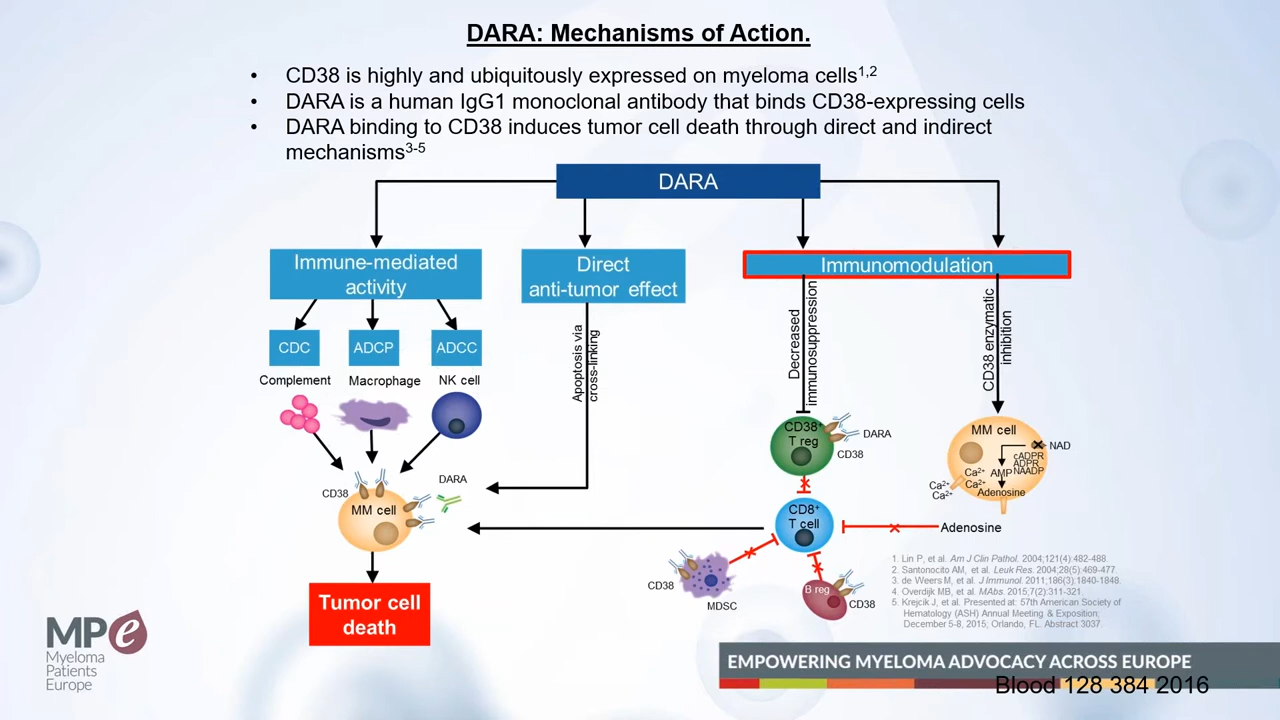 DARA: Mechanisms of Action.
• CD38 is highly and ubiquitously expressed on myeloma cells1,2
• DARA is a human IgG1 monoclonal antibody that binds CD38-expressing cells
• DARA binding to CD38 induces tumor cell death through direct and indirect
mechanisms3-5
DARA
Immune-mediated
activity
Direct
anti-tumor effect
Immunomodulation
CDC
ADCP
ADCC
Complement
Macrophage
NK cell
Apoptosis via
cross-linking
Decreased
immunosuppression
CD38 enzymatic
inhibition
CD38
DARA
MM cell
Tumor cell
death
CD38+
T reg
DARA
CD38
CD8+
T cell
CD38
MDSC
B reg
CD38
MM cell
NAD
cADPR
ADPR
NAADP
AMP
Ca2+
Ca2+
Ca2+
Ca2+
Adenosine
Adenosine
1. Lin P, et al. Am J Clin Pathol. 2004;121(4):482-488.
2. Santonocito AM, et al. Leuk Res. 2004;28(5):469-477.
3. de Weers M, et al. J Immunol. 2011;186(3):1840-1848.
4. Overdijk MB, et al. MAbs. 2015;7(2):311-321.
5. Krejcik J, et al. Presented at: 57th American Society of
Hematology (ASH) Annual Meeting & Exposition;
December 5-8, 2015; Orlando, FL. Abstract 3037.
MPe
Myeloma
Patients
Europe
EMPOWERING MYELOMA ADVOCACY ACROSS EUROPE
Blood 128 384 2016